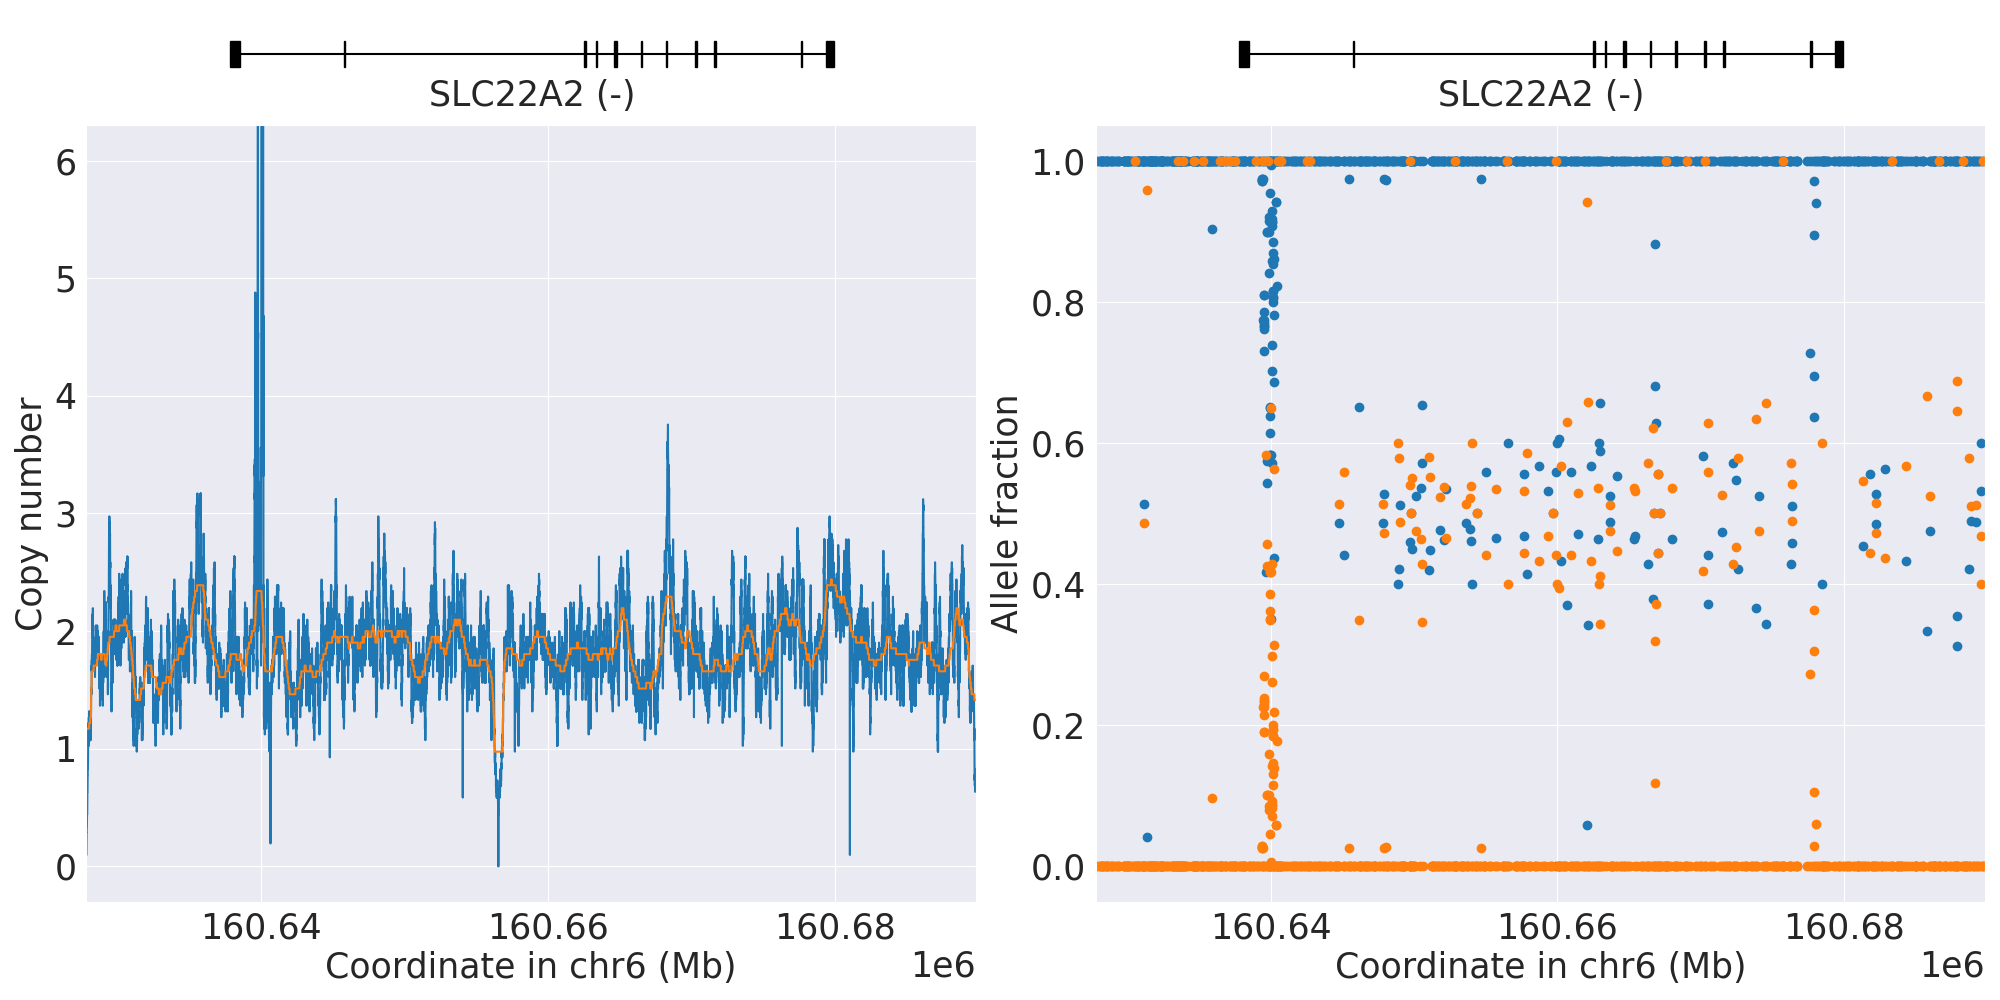 SLC22A2 (-)
6
5
4
3
2
1
0
Copy number
160.64
160.66
160.68
Coordinate in chr6 (Mb)
1e6
SLC22A2 (-)
1.0
0.8
0.6
0.4
0.2
0.0
Allele fraction
160.64
160.66
160.68
Coordinate in chr6 (Mb)
1e6